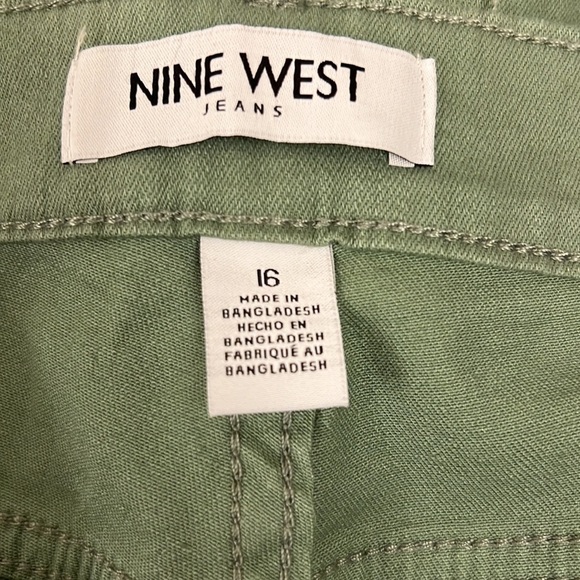 NINE WEST
JEANS
16
MADE IN
BANGLADESH
HECHO EN
BANGLADESH
FABRIQUÉ AU
BANGLADESH